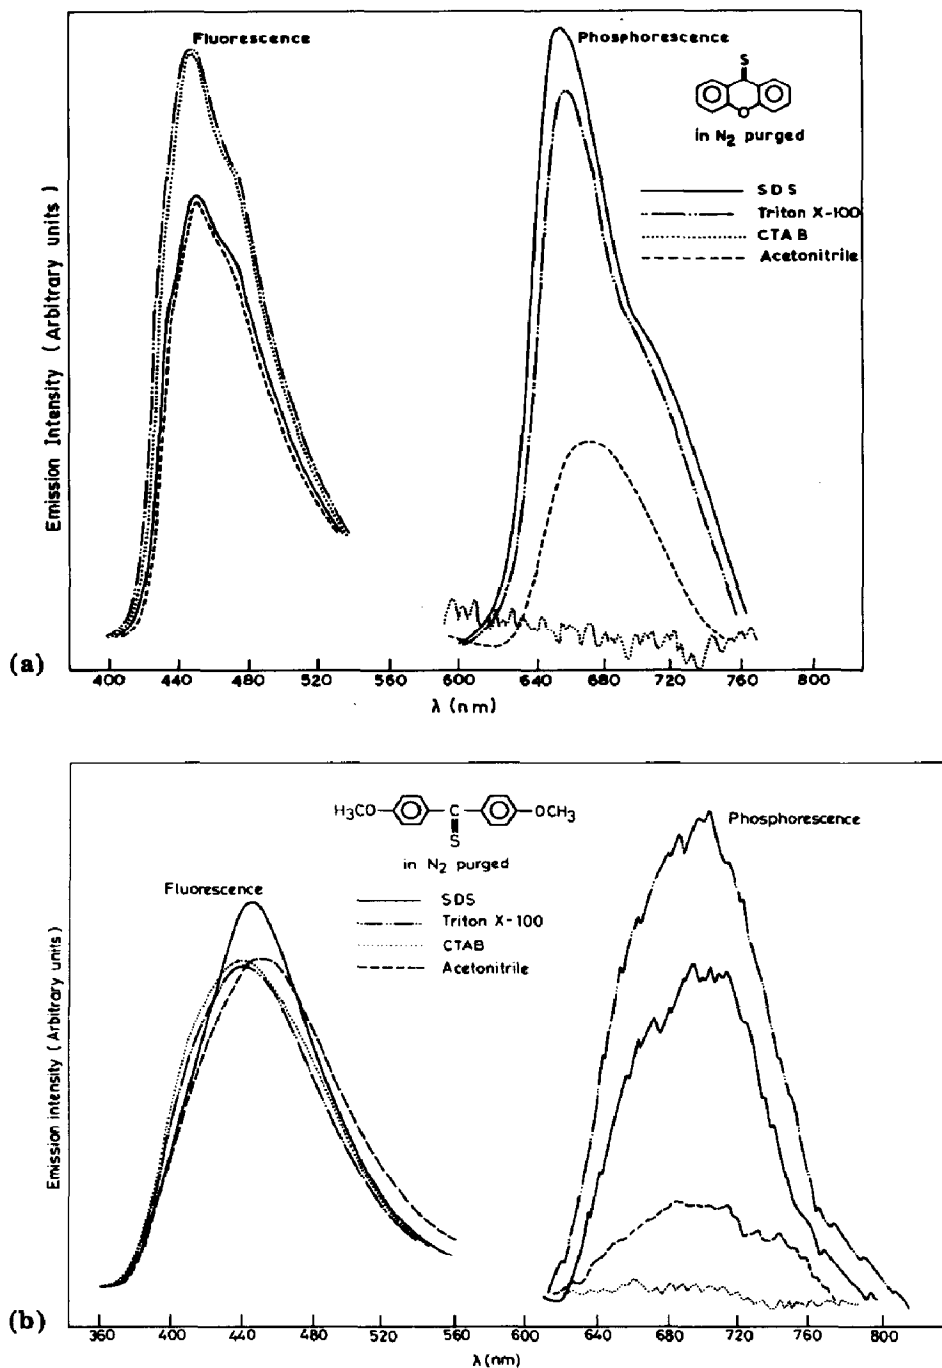 Fluorescence
Phosphorescence
S
O
in N2 purged
SDS
Triton X-100
CTAB
Acetonitrile
Emission Intensity ( Arbitrary units )
(a)
400 440 480 520 560 600 640 680 720 760 800
λ (nm)
H3CO C OCH3
S
in N2 purged
Phosphorescence
Fluorescence
SDS
Triton X-100
CTAB
Acetonitrile
Emission intensity ( Arbitrary units)
(b)
360 400 440 480 520 560 600 640 680 720 760 800
λ(nm)